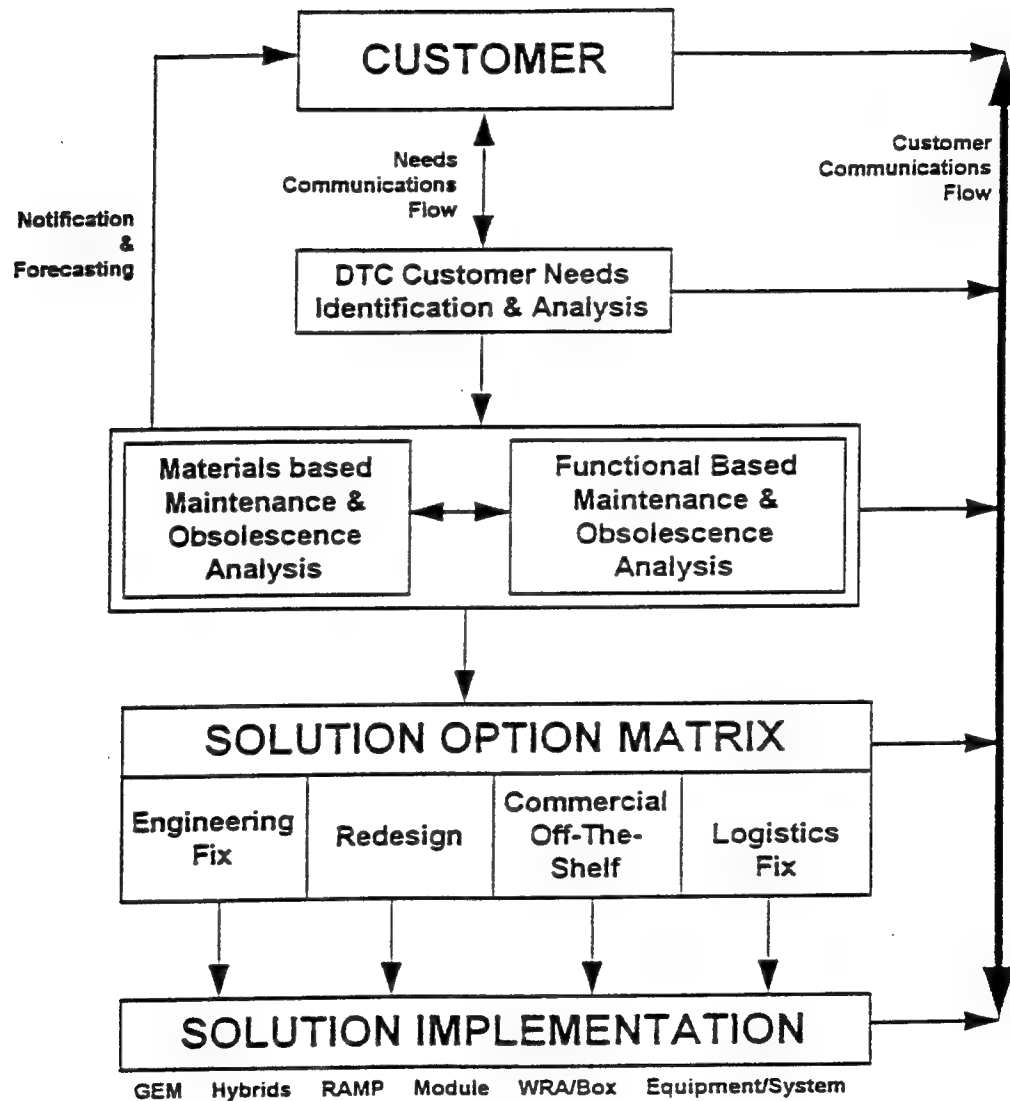 CUSTOMER
Needs
Communications
Flow
Customer
Communications
Flow
Notification
&
Forecasting
DTC Customer Needs
Identification & Analysis
Materials based
Maintenance &
Obsolescence
Analysis
Functional Based
Maintenance &
Obsolescence
Analysis
SOLUTION OPTION MATRIX
Engineering
Fix
Redesign
Commercial
Off-The-
Shelf
Logistics
Fix
SOLUTION IMPLEMENTATION
GEM Hybrids RAMP Module WRA/Box Equipment/System